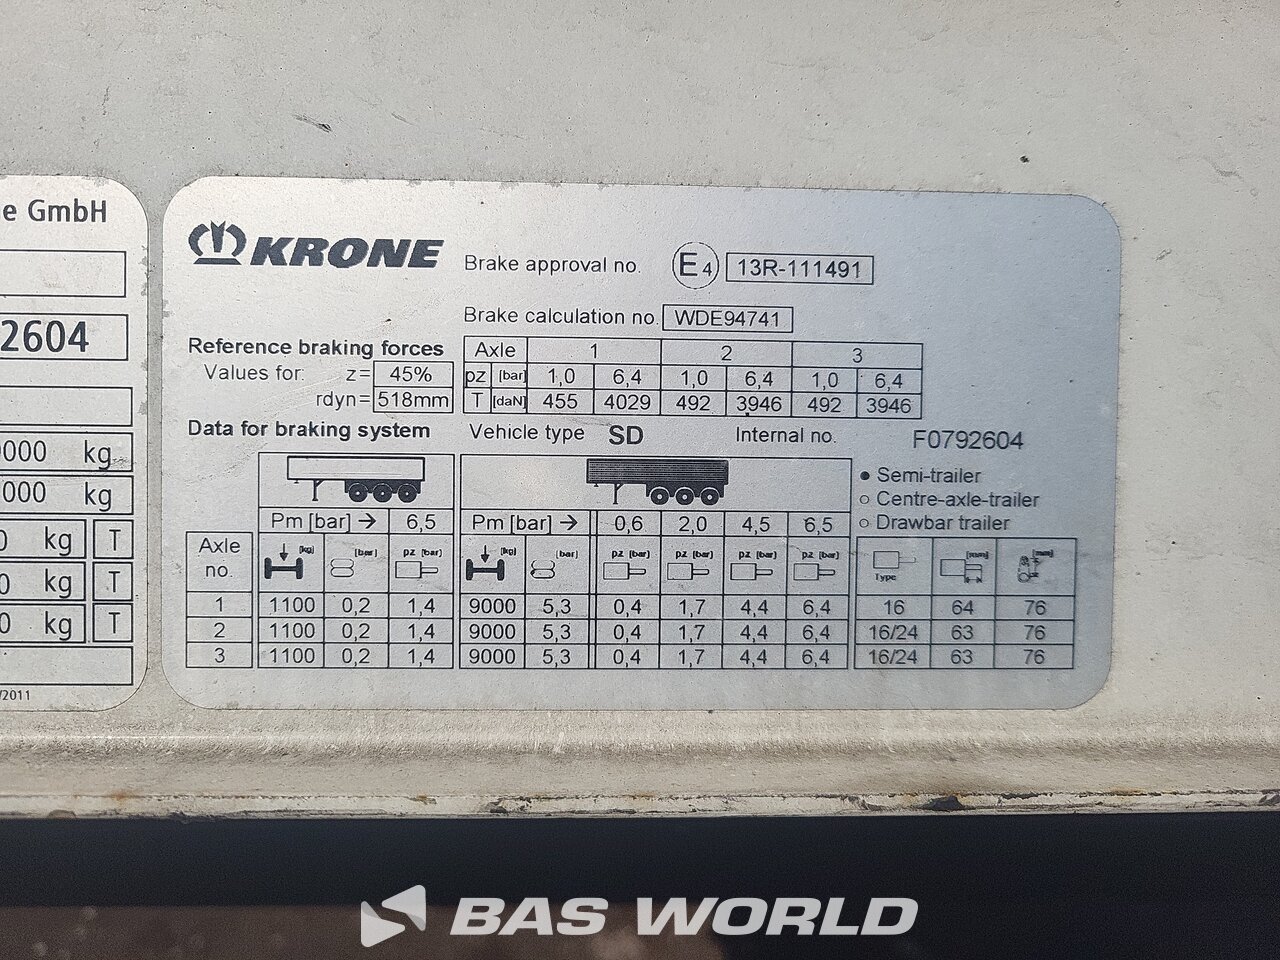 e GmbH
2604
000 kg
000 kg
0 kg T
0 kg T
0 kg T
/2011
KRONE
Brake approval no. E4 13R-111491
Brake calculation no. WDE94741
Reference braking forces
Values for: z= 45%
rdyn= 518mm
Axle 1 2 3
pz [bar] 1,0 6,4 1,0 6,4 1,0 6,4
T [daN] 455 4029 492 3946 492 3946
Data for braking system
Vehicle type SD Internal no. F0792604
Semi-trailer
Centre-axle-trailer
Drawbar trailer
Pm [bar] → 6,5 Pm [bar] → 0,6 2,0 4,5 6,5
Axle no. [kg] [bar] pz [bar] [kg] [bar] pz [bar] pz [bar] pz [bar] pz [bar] Type [mm] [mm]
1 1100 0,2 1,4 9000 5,3 0,4 1,7 4,4 6,4 16 64 76
2 1100 0,2 1,4 9000 5,3 0,4 1,7 4,4 6,4 16/24 63 76
3 1100 0,2 1,4 9000 5,3 0,4 1,7 4,4 6,4 16/24 63 76
BAS WORLD